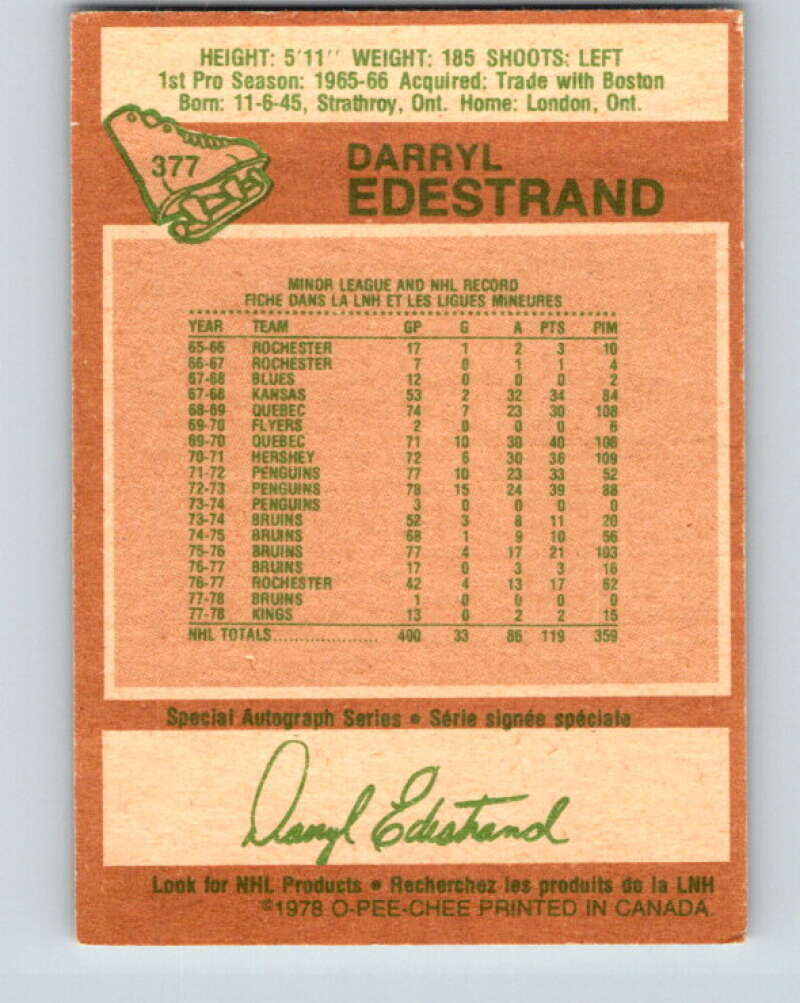 HEIGHT: 5'11" WEIGHT: 185 SHOOTS: LEFT
1st Pro Season: 1965-66 Acquired: Trade with Boston
Born: 11-6-45, Strathroy, Ont. Home: London, Ont.
377
DARRYL
EDESTRAND
MINOR LEAGUE AND NHL RECORD
FICHE DANS LA LNH ET LES LIGUES MINEURES
YEAR TEAM GP G A PTS PIM
65-66 ROCHESTER 17 1 2 3 10
66-67 ROCHESTER 7 0 1 1 4
67-68 BLUES 12 0 0 0 2
67-68 KANSAS 53 2 32 34 84
68-69 QUEBEC 74 7 23 30 108
69-70 FLYERS 2 0 0 0 6
69-70 QUEBEC 71 10 30 40 106
70-71 HERSHEY 72 6 30 36 109
71-72 PENGUINS 77 10 23 33 52
72-73 PENGUINS 78 15 24 39 88
73-74 PENGUINS 3 0 0 0 0
73-74 BRUINS 52 3 8 11 20
74-75 BRUINS 68 1 9 10 56
75-76 BRUINS 77 4 17 21 103
76-77 BRUINS 17 0 3 3 16
76-77 ROCHESTER 42 4 13 17 62
77-78 BRUINS 1 0 0 0 0
77-78 KINGS 13 0 2 2 15
NHL TOTALS.................... 400 33 86 119 359
Special Autograph Series • Série signée spéciale
Darryl Edestrand
Look for NHL Products • Recherchez les produits de la LNH
©1978 O-PEE-CHEE PRINTED IN CANADA.